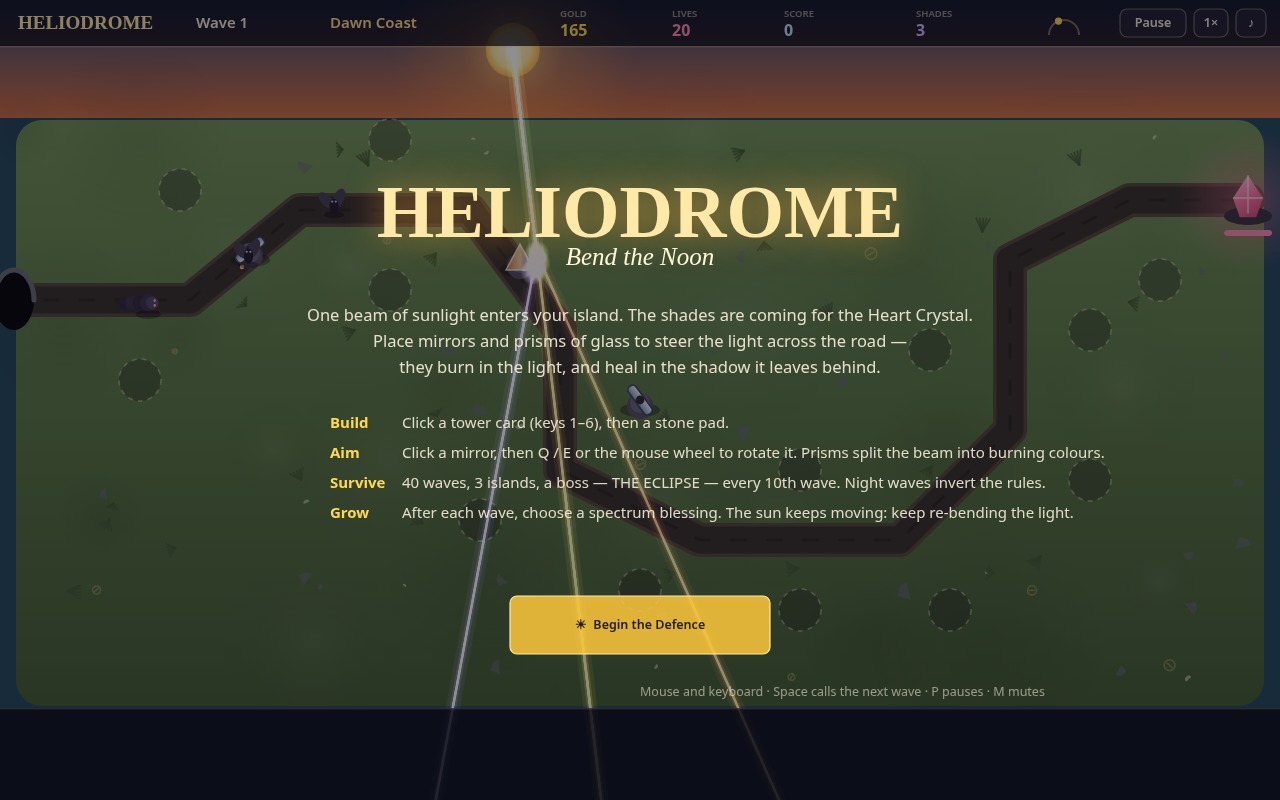 HELIODROME Wave 1 Dawn Coast GOLD 165 LIVES 20 SCORE 0 SHADES 3 Pause 1× ♪
HELIODROME
Bend the Noon
One beam of sunlight enters your island. The shades are coming for the Heart Crystal.
Place mirrors and prisms of glass to steer the light across the road —
they burn in the light, and heal in the shadow it leaves behind.
Build Click a tower card (keys 1–6), then a stone pad.
Aim Click a mirror, then Q / E or the mouse wheel to rotate it. Prisms split the beam into burning colours.
Survive 40 waves, 3 islands, a boss — THE ECLIPSE — every 10th wave. Night waves invert the rules.
Grow After each wave, choose a spectrum blessing. The sun keeps moving: keep re-bending the light.
☀ Begin the Defence
Mouse and keyboard · Space calls the next wave · P pauses · M mutes